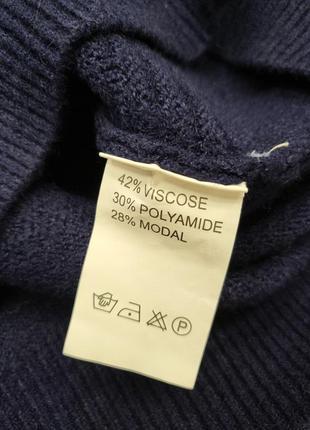 42% VISCOSE
30% POLYAMIDE
28% MODAL
P